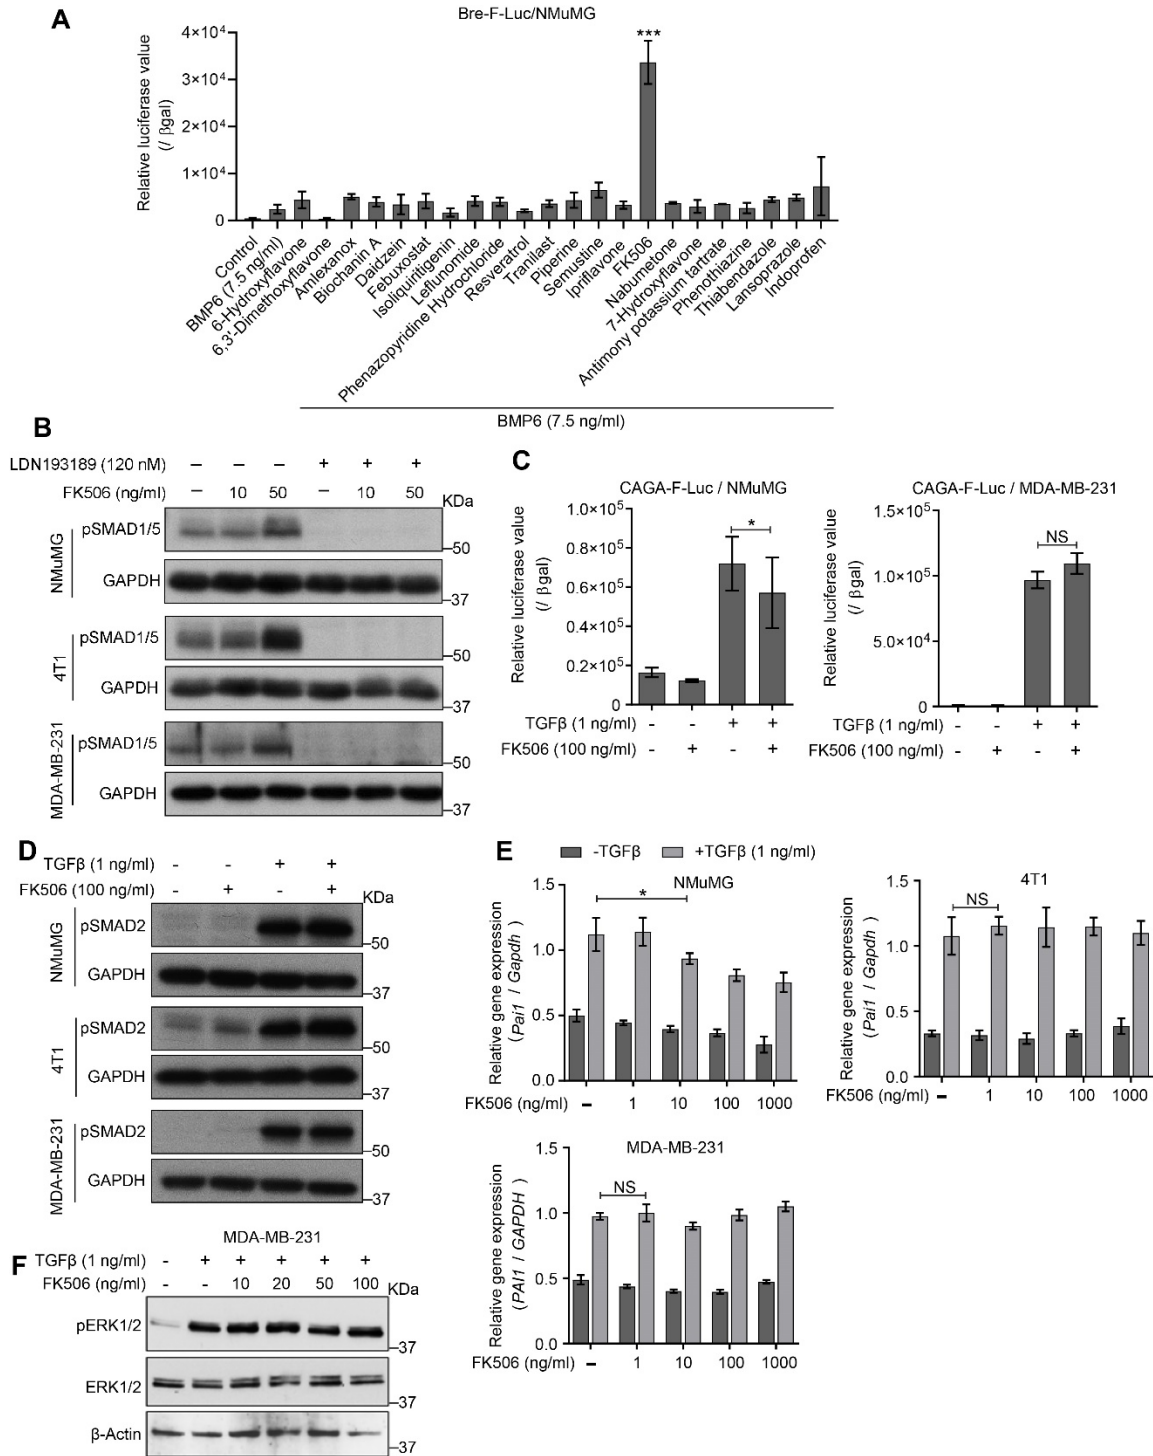 A
Bre-F-Luc/NMuMG
Relative luciferase value
(/ βgal)
4×10⁴
3×10⁴
2×10⁴
1×10⁴
0
***
Control
BMP6 (7.5 ng/ml)
6-Hydroxyflavone
6,3'-Dimethoxyflavone
Amlexanox
Biochanin A
Daidzein
Febuxostat
Isoliquiritigenin
Leflunomide
Phenazopyridine Hydrochloride
Resveratrol
Tranilast
Piperine
Semustine
Ipriflavone
FK506
Nabumetone
7-Hydroxyflavone
Antimony potassium tartrate
Phenothiazine
Thiabendazole
Lansoprazole
Indoprofen
BMP6 (7.5 ng/ml)
B
LDN193189 (120 nM) – – – + + +
FK506 (ng/ml) – 10 50 – 10 50
KDa
NMuMG
pSMAD1/5
50
GAPDH
37
4T1
pSMAD1/5
50
GAPDH
37
MDA-MB-231
pSMAD1/5
50
GAPDH
37
C
CAGA-F-Luc / NMuMG
Relative luciferase value
(/ βgal)
1.0×10⁵
0.8×10⁵
0.6×10⁵
0.4×10⁵
0.2×10⁵
0
*
TGFβ (1 ng/ml) - - + +
FK506 (100 ng/ml) - + - +
CAGA-F-Luc / MDA-MB-231
Relative luciferase value
(/ βgal)
1.5×10⁵
1.0×10⁵
5.0×10⁴
0
NS
TGFβ (1 ng/ml) - - + +
FK506 (100 ng/ml) - + - +
D
TGFβ (1 ng/ml) - - + +
FK506 (100 ng/ml) - + - +
KDa
NMuMG
pSMAD2
50
GAPDH
37
4T1
pSMAD2
50
GAPDH
37
MDA-MB-231
pSMAD2
50
GAPDH
37
E
-TGFβ +TGFβ (1 ng/ml)
NMuMG
Relative gene expression
(Pai1 / Gapdh )
1.5
1.0
0.5
0.0
*
FK506 (ng/ml) – 1 10 100 1000
4T1
Relative gene expression
(Pai1 / Gapdh )
1.5
1.0
0.5
0.0
NS
FK506 (ng/ml) – 1 10 100 1000
MDA-MB-231
Relative gene expression
(PAI1 / GAPDH )
1.5
1.0
0.5
0.0
NS
FK506 (ng/ml) – 1 10 100 1000
F
MDA-MB-231
TGFβ (1 ng/ml) - + + + + +
FK506 (ng/ml) - - 10 20 50 100
KDa
pERK1/2
37
ERK1/2
37
β-Actin
37